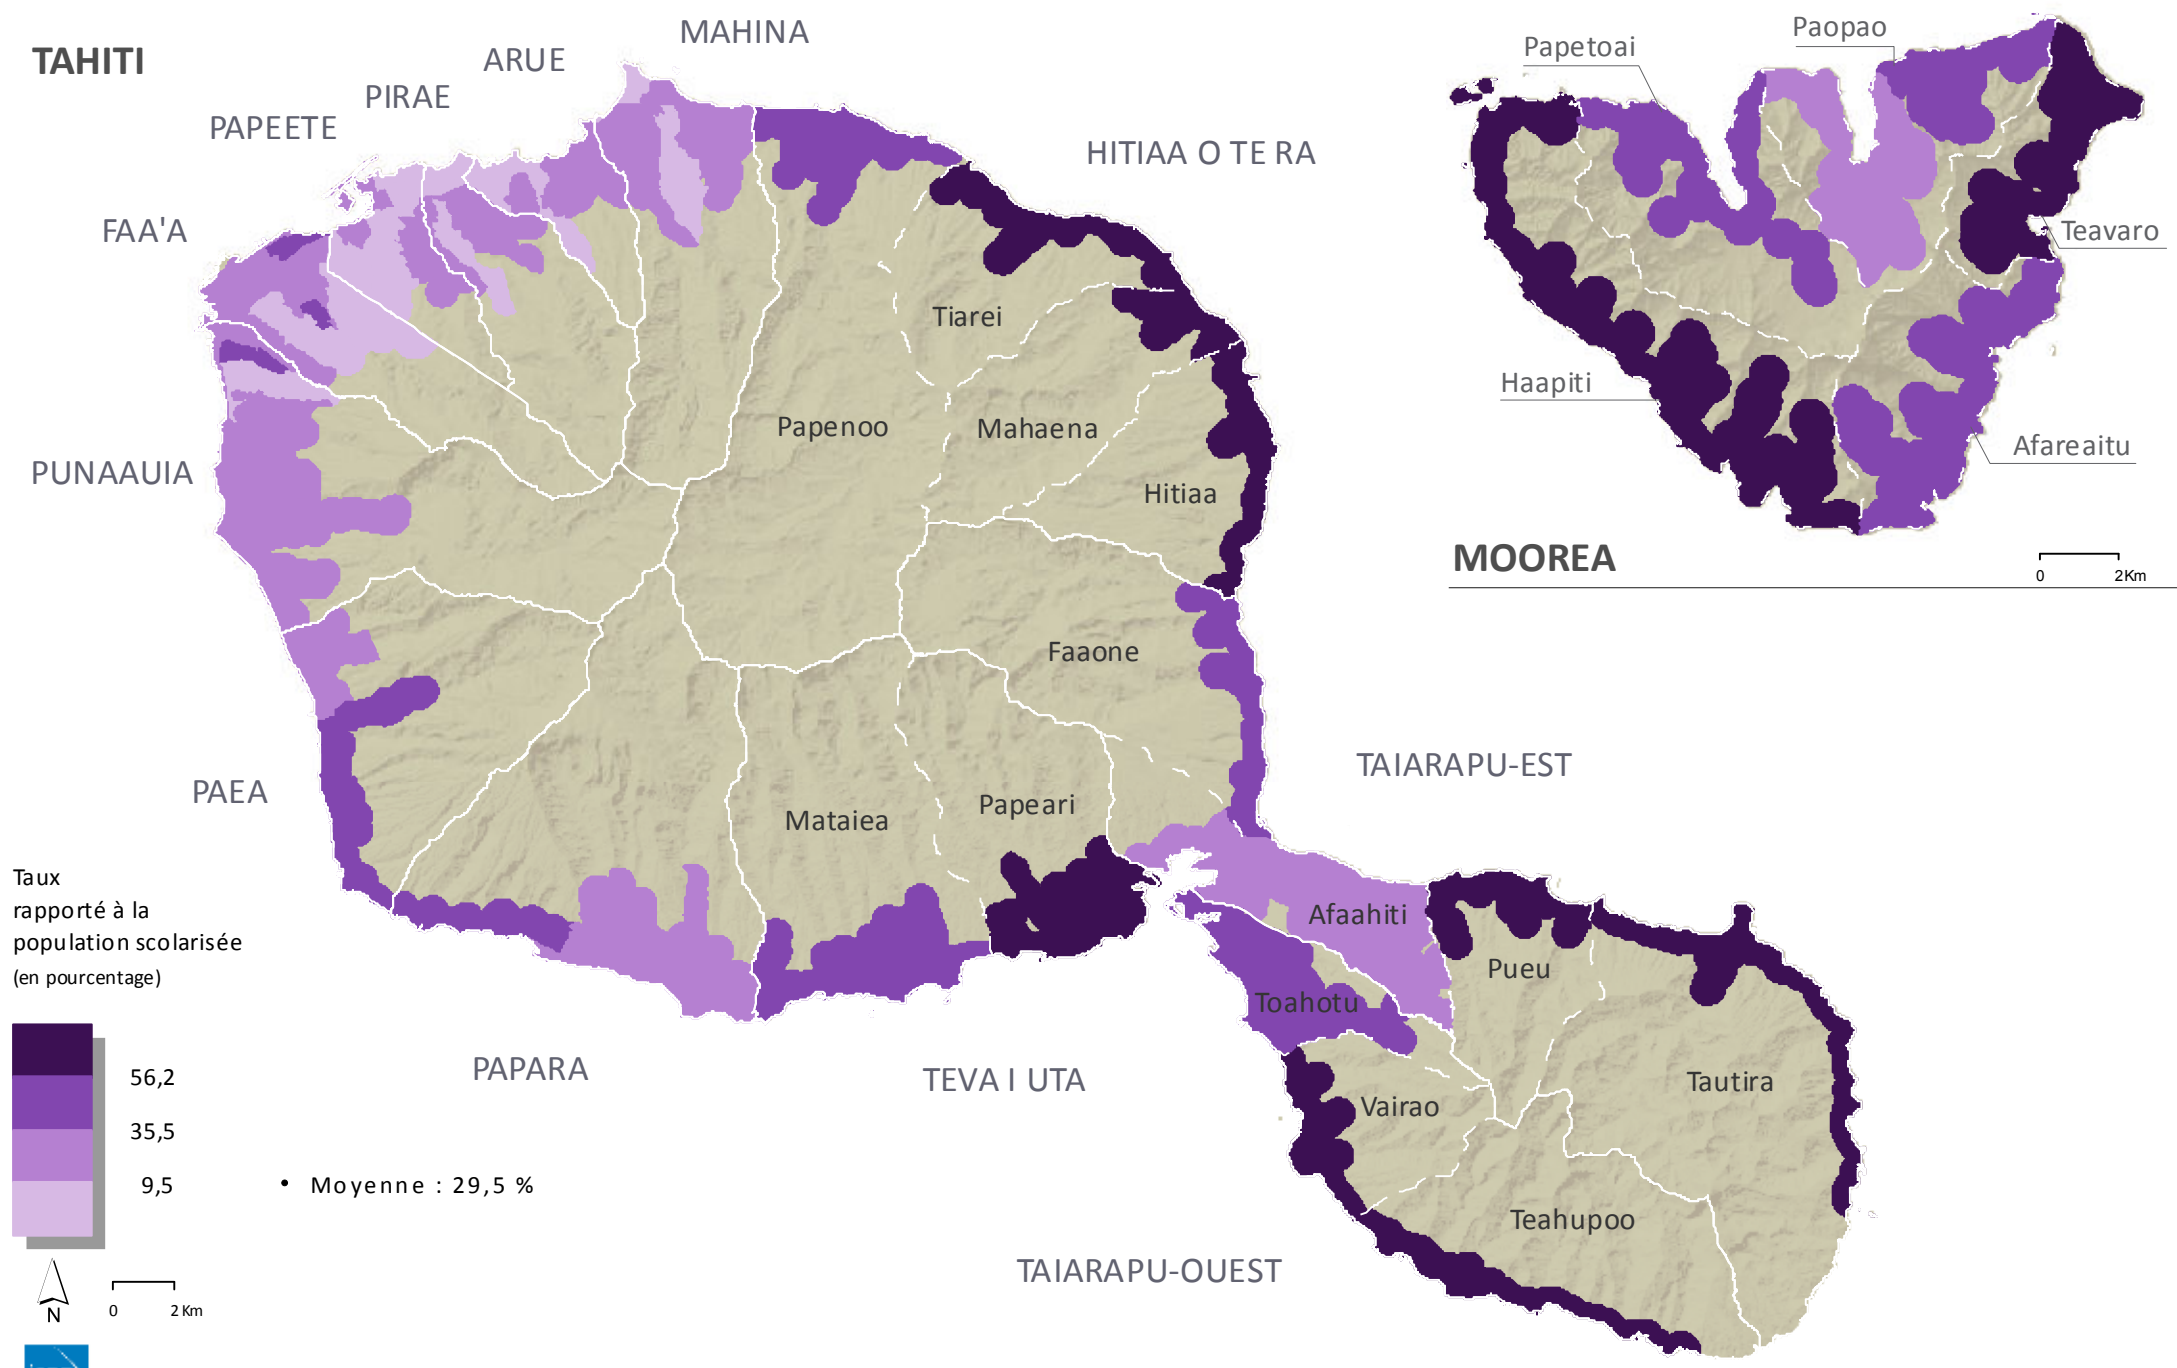 TAHITI
MAHINA
ARUE
PIRAE
PAPEETE
FAA'A
HITIAA O TE RA
Papetoai
Paopao
Teavaro
Haapiti
Afareaitu
MOOREA
0 2Km
Tiarei
Papenoo
Mahaena
Hitiaa
PUNAAUIA
Faaone
TAIARAPU-EST
PAEA
Mataiea
Papeari
Afaahiti
Pueu
Toahotu
Tautira
Vairao
Teahupoo
PAPARA
TEVA I UTA
TAIARAPU-OUEST
Taux
rapporté à la
population scolarisée
(en pourcentage)
56,2
35,5
9,5
• Moyenne : 29,5 %
N
0 2 Km